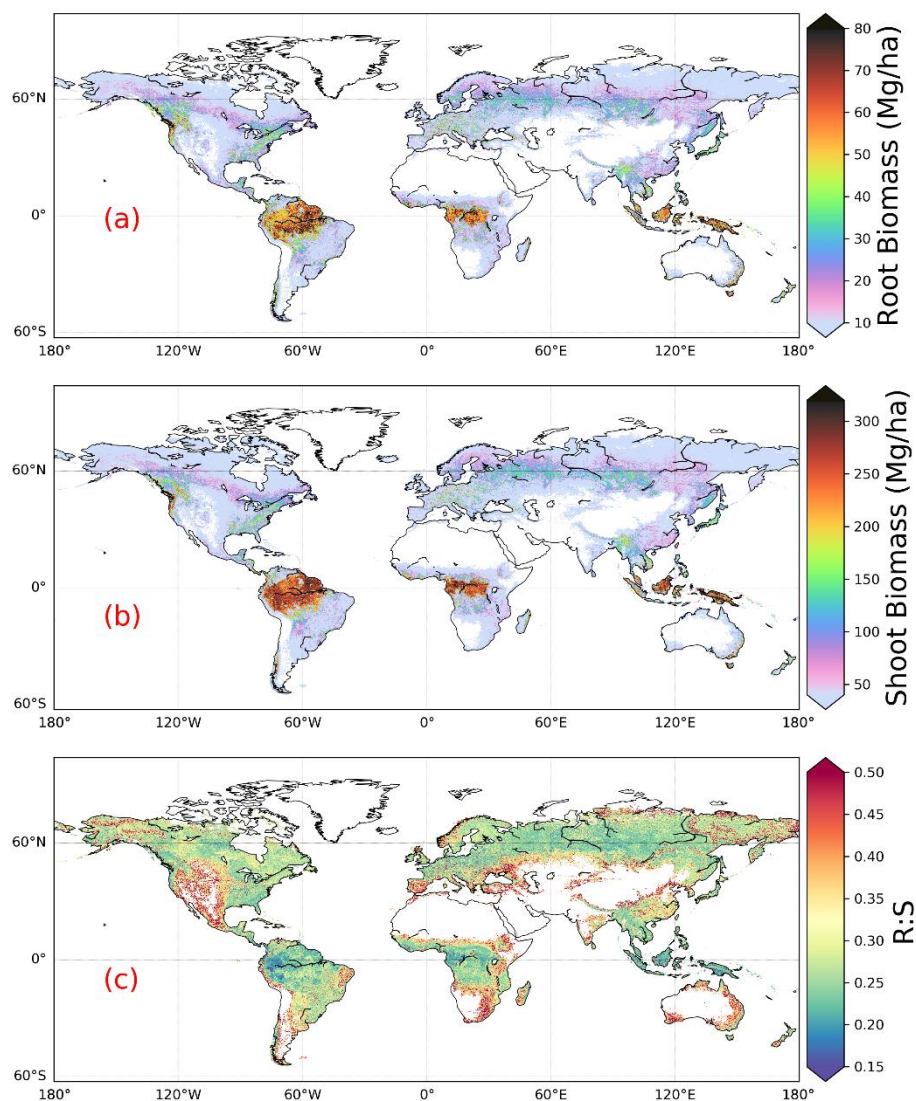 60°N
0°
60°S
180°
120°W
60°W
0°
60°E
120°E
180°
(a)
80
70
60
50
40
30
20
10
Root Biomass (Mg/ha)
60°N
0°
60°S
180°
120°W
60°W
0°
60°E
120°E
180°
(b)
300
250
200
150
100
50
Shoot Biomass (Mg/ha)
60°N
0°
60°S
180°
120°W
60°W
0°
60°E
120°E
180°
(c)
0.50
0.45
0.40
0.35
0.30
0.25
0.20
0.15
R:S